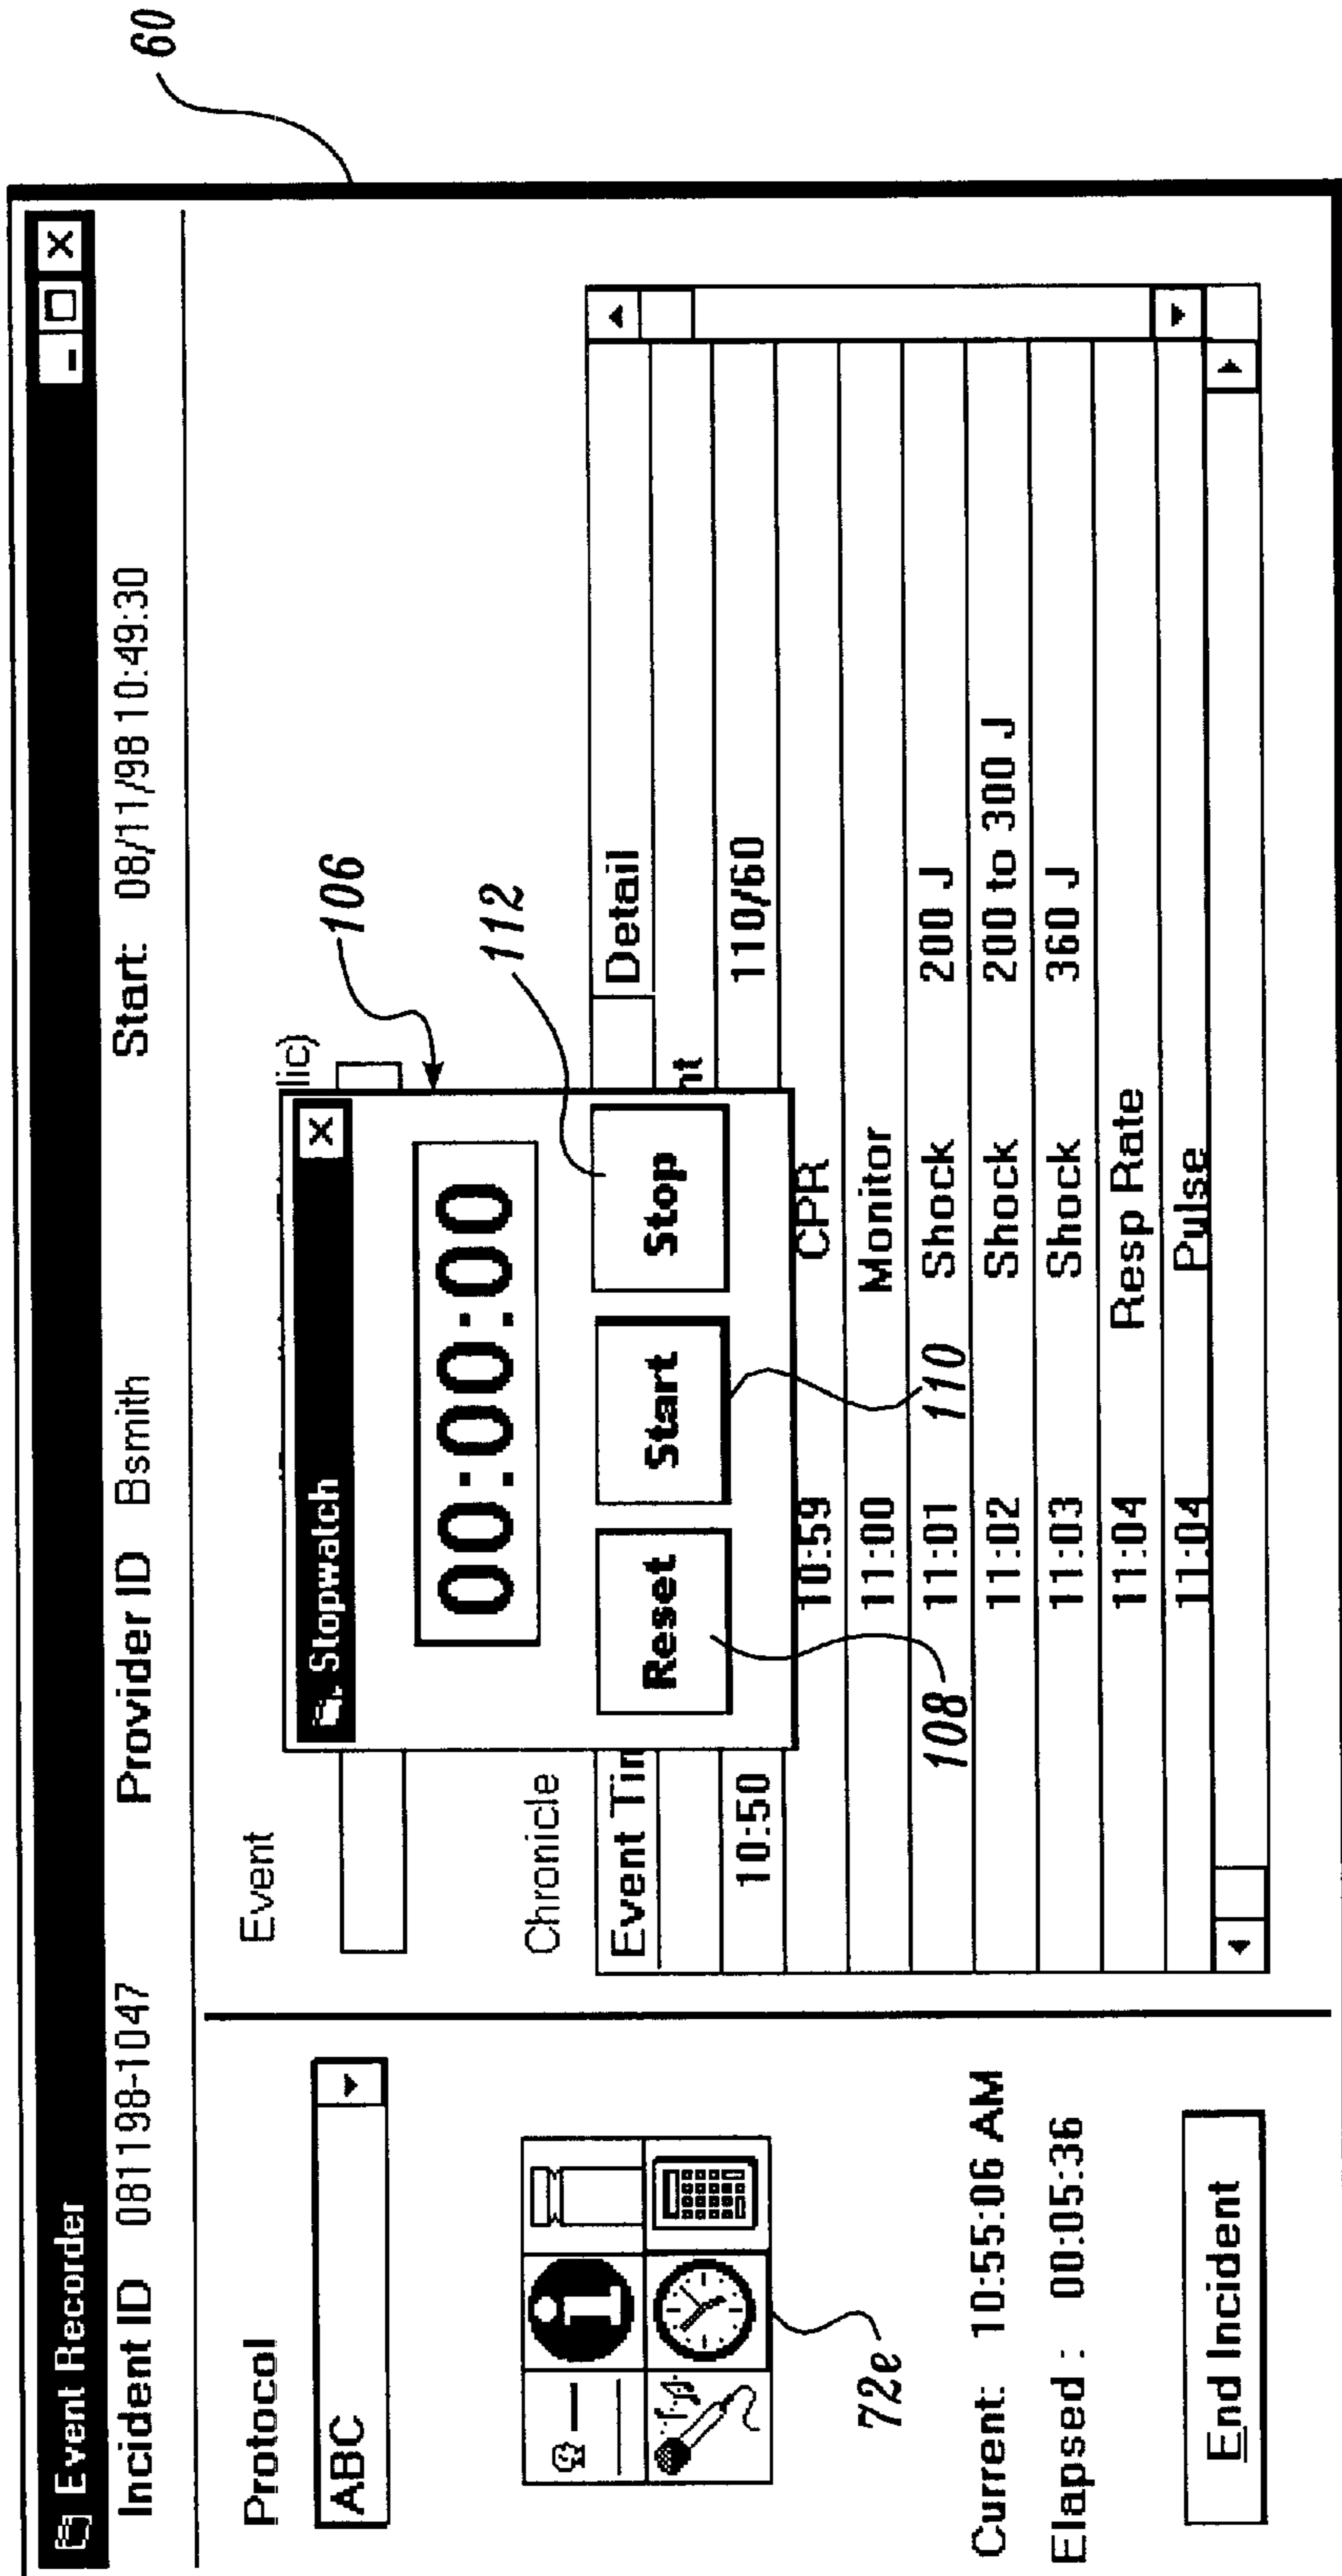 Event Recorder
Incident ID 081198-1047 Provider ID Bsmith Start: 08/11/98 10:49:30
60
Protocol
ABC
72e
Current: 10:55:06 AM
Elapsed : 00:05:36
End Incident
Event
lic)
Stopwatch
106
00:00:00
Reset Start Stop
112
Chronicle
Event Tim Detail
nt
10:50 110/60
10:59 CPR
11:00 Monitor
11:01 Shock 200 J
108 110
11:02 Shock 200 to 300 J
11:03 Shock 360 J
11:04 Resp Rate
11:04 Pulse